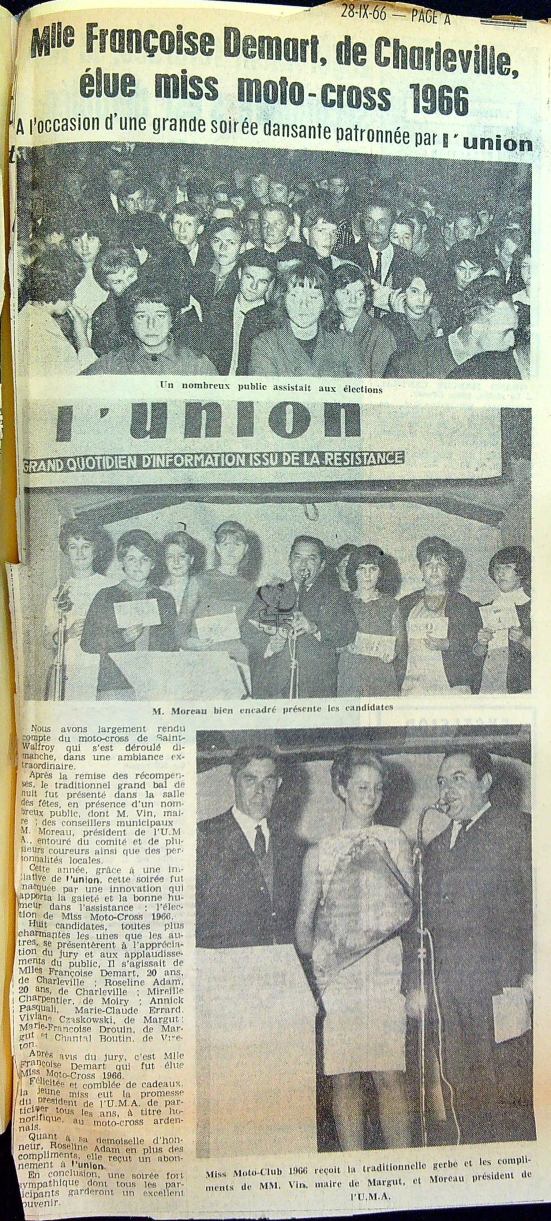 28-IX-66 — PAGE A
Mlle Françoise Demart, de Charleville,
élue miss moto-cross 1966
A l'occasion d'une grande soirée dansante patronnée par l'union
Un nombreux public assistait aux élections
l'union
GRAND QUOTIDIEN D'INFORMATION ISSU DE LA RESISTANCE
M. Moreau bien encadré présente les candidates
Nous avons largement rendu
compte du moto-cross de Saint-
Walfroy qui s'est déroulé di-
manche, dans une ambiance ex-
traordinaire.
Après la remise des récompen-
ses, le traditionnel grand bal de
nuit fut présenté dans la salle
des fêtes, en présence d'un nom-
breux public, dont M. Vin, mai-
re ; des conseillers municipaux
M. Moreau, président de l'U.M
A., entouré du comité et de plu-
sieurs coureurs ainsi que des per-
sonnalités locales.
Cette année, grâce à une ini-
tiative de l'union, cette soirée fut
marquée par une innovation qui
apporta la gaieté et la bonne hu-
meur dans l'assistance : l'élec-
tion de Miss Moto-Cross 1966.
Huit candidates, toutes plus
charmantes les unes que les au-
tres, se présentèrent à l'apprécia-
tion du jury et aux applaudisse-
ments du public. Il s'agissait de
Mlles Françoise Demart, 20 ans,
de Charleville ; Roseline Adam,
20 ans, de Charleville ; Mireille
Charpentier, de Moiry ; Annick
Pasquali, Marie-Claude Errard,
Viviane Czaskowski, de Margut ;
Marie-Françoise Drouin, de Mar-
gut et Chantal Boutin, de Vire-
ton.
Après avis du jury, c'est Mlle
Françoise Demart qui fut élue
Miss Moto-Cross 1966.
Félicitée et comblée de cadeaux,
la jeune miss eut la promesse
du président de l'U.M.A. de par-
ticiper tous les ans, à titre ho-
norifique, au moto-cross arden-
nais.
Quant à sa demoiselle d'hon-
neur, Roseline Adam en plus des
compliments, elle reçut un abon-
nement à l'union.
En conclusion, une soirée fort
sympathique dont tous les par-
icipants garderont un excellent
ouvenir.
Miss Moto-Club 1966 reçoit la traditionnelle gerbe et les compli-
ments de MM. Vin, maire de Margut, et Moreau président de
l'U.M.A.